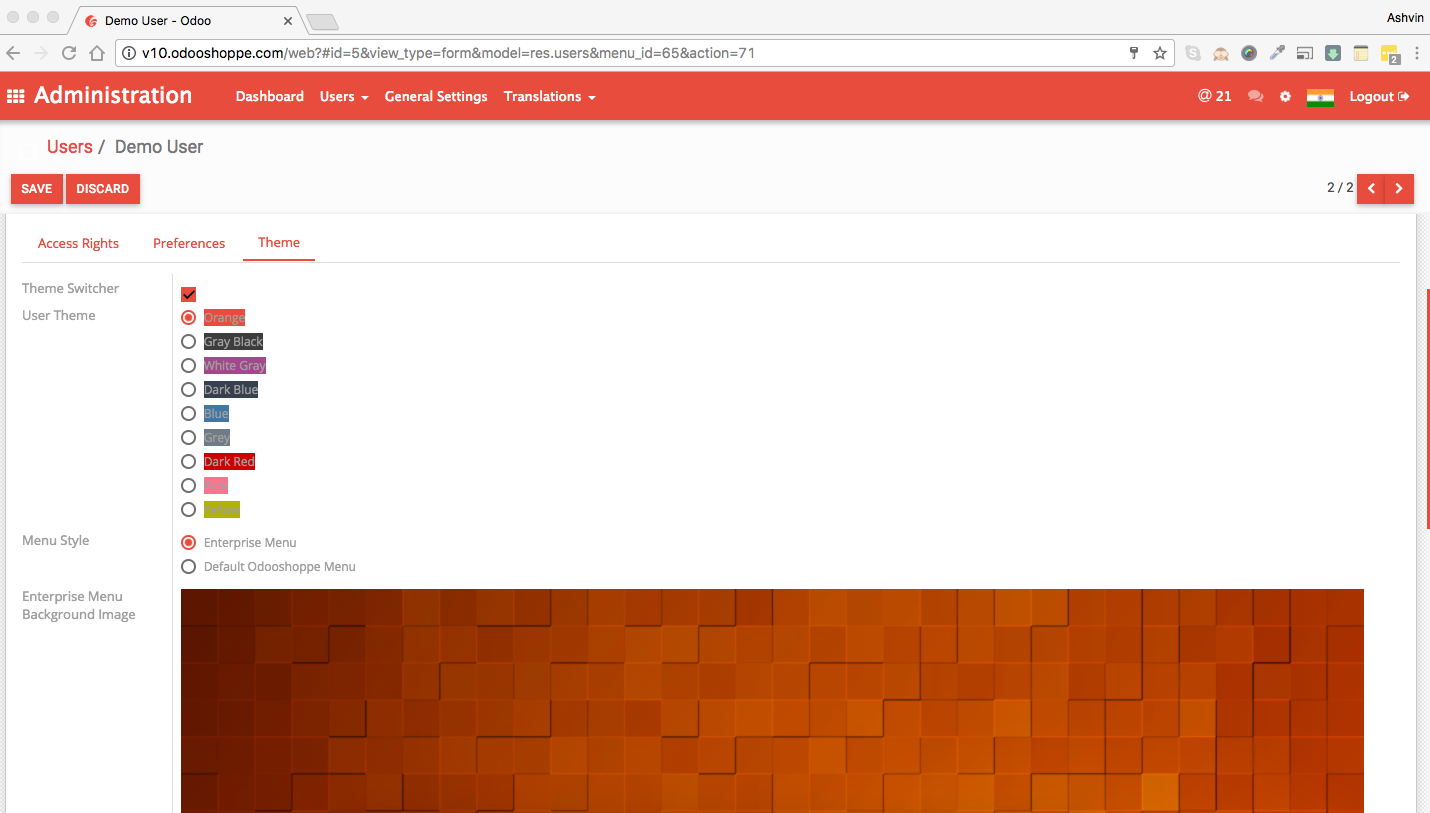 Demo User - Odoo
Ashvin
v10.odooshoppe.com/web?#id=5&view_type=form&model=res.users&menu_id=65&action=71
2
Administration Dashboard Users General Settings Translations @ 21 Logout
Users / Demo User
SAVE DISCARD 2 / 2
Access Rights Preferences Theme
Theme Switcher
User Theme Orange
Gray Black
White Gray
Dark Blue
Blue
Grey
Dark Red
Pink
Yellow
Menu Style Enterprise Menu
Default Odooshoppe Menu
Enterprise Menu
Background Image